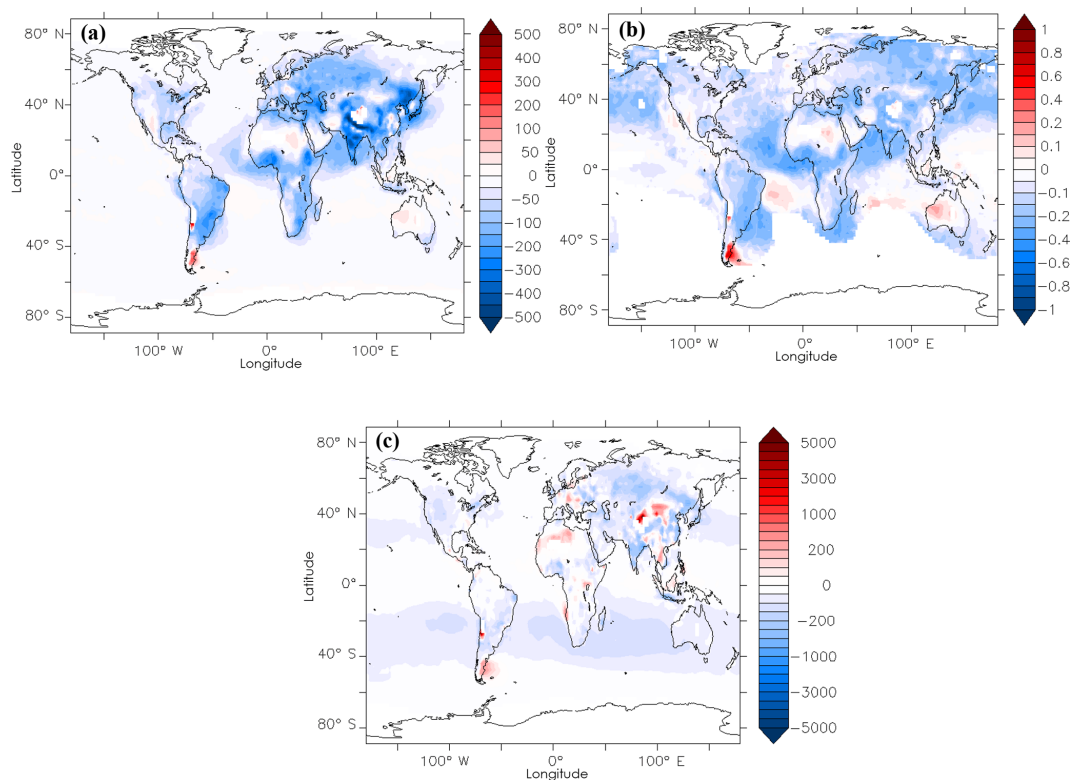 (a)
80° N
40° N
0°
40° S
80° S
Latitude
100° W 0° 100° E
Longitude
500
400
300
200
100
50
0
−50
−100
−200
−300
−400
−500
(b)
80° N
40° N
0°
40° S
80° S
Latitude
100° W 0° 100° E
Longitude
1
0.8
0.6
0.4
0.2
0.1
0
−0.1
−0.2
−0.4
−0.6
−0.8
−1
(c)
80° N
40° N
0°
40° S
80° S
Latitude
100° W 0° 100° E
Longitude
5000
3000
1000
200
0
−200
−1000
−3000
−5000